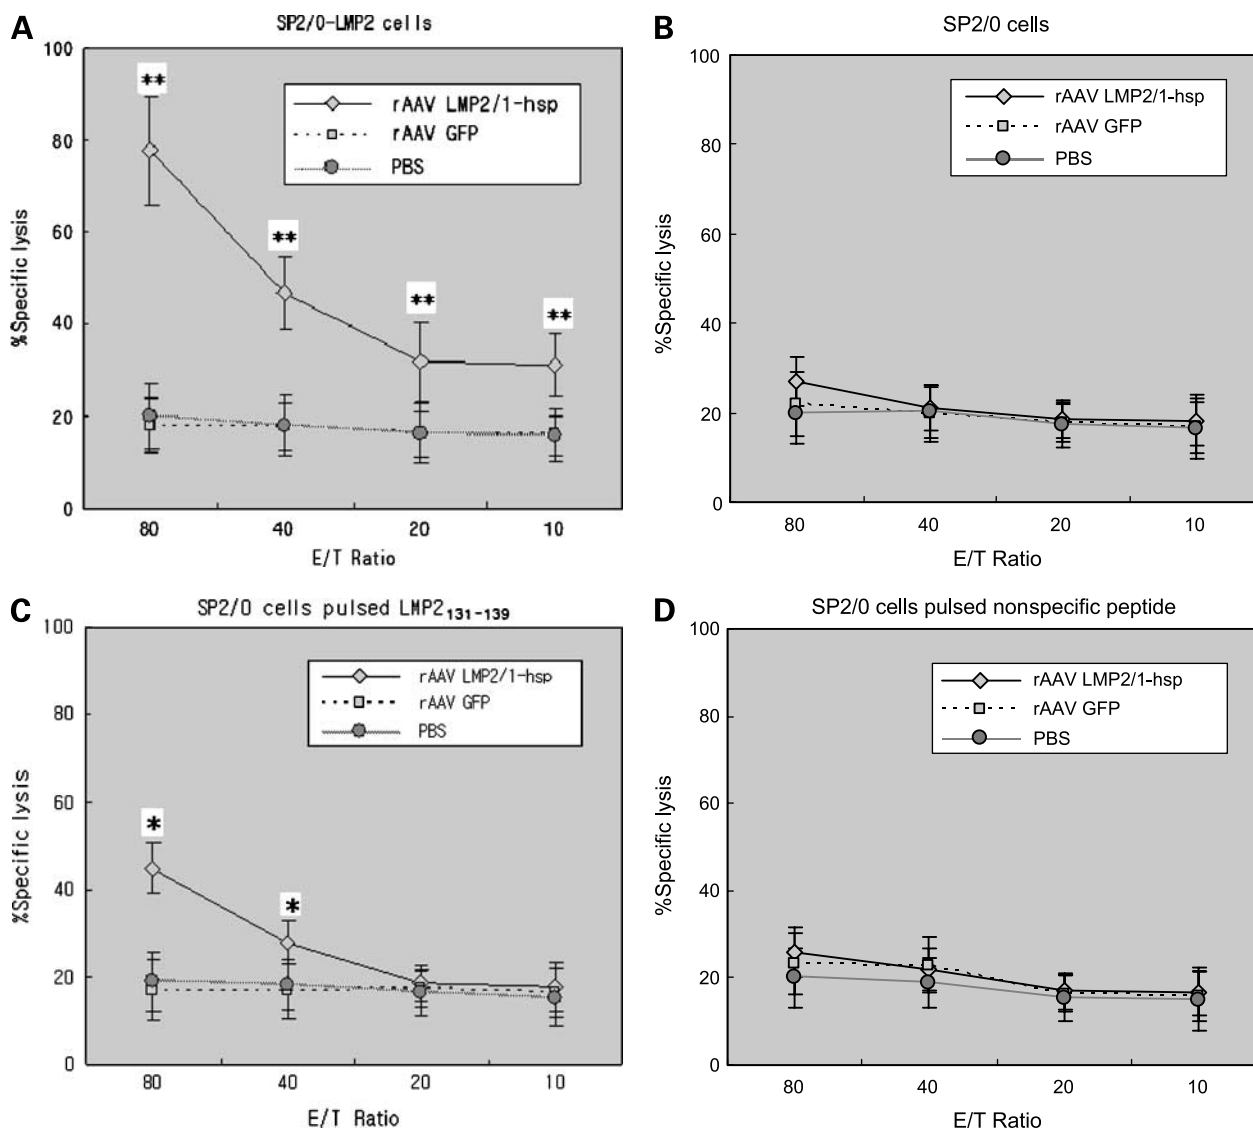 A
SP2/0-LMP2 cells
100
80
60
40
20
0
%Specific lysis
**
**
**
**
rAAV LMP2/1-hsp
rAAV GFP
PBS
80 40 20 10
E/T Ratio
B
SP2/0 cells
100
80
60
40
20
0
%Specific lysis
rAAV LMP2/1-hsp
rAAV GFP
PBS
80 40 20 10
E/T Ratio
C
SP2/0 cells pulsed LMP2131-139
100
80
60
40
20
0
%Specific lysis
*
*
rAAV LMP2/1-hsp
rAAV GFP
PBS
80 40 20 10
E/T Ratio
D
SP2/0 cells pulsed nonspecific peptide
100
80
60
40
20
0
%Specific lysis
rAAV LMP2/1-hsp
rAAV GFP
PBS
80 40 20 10
E/T Ratio